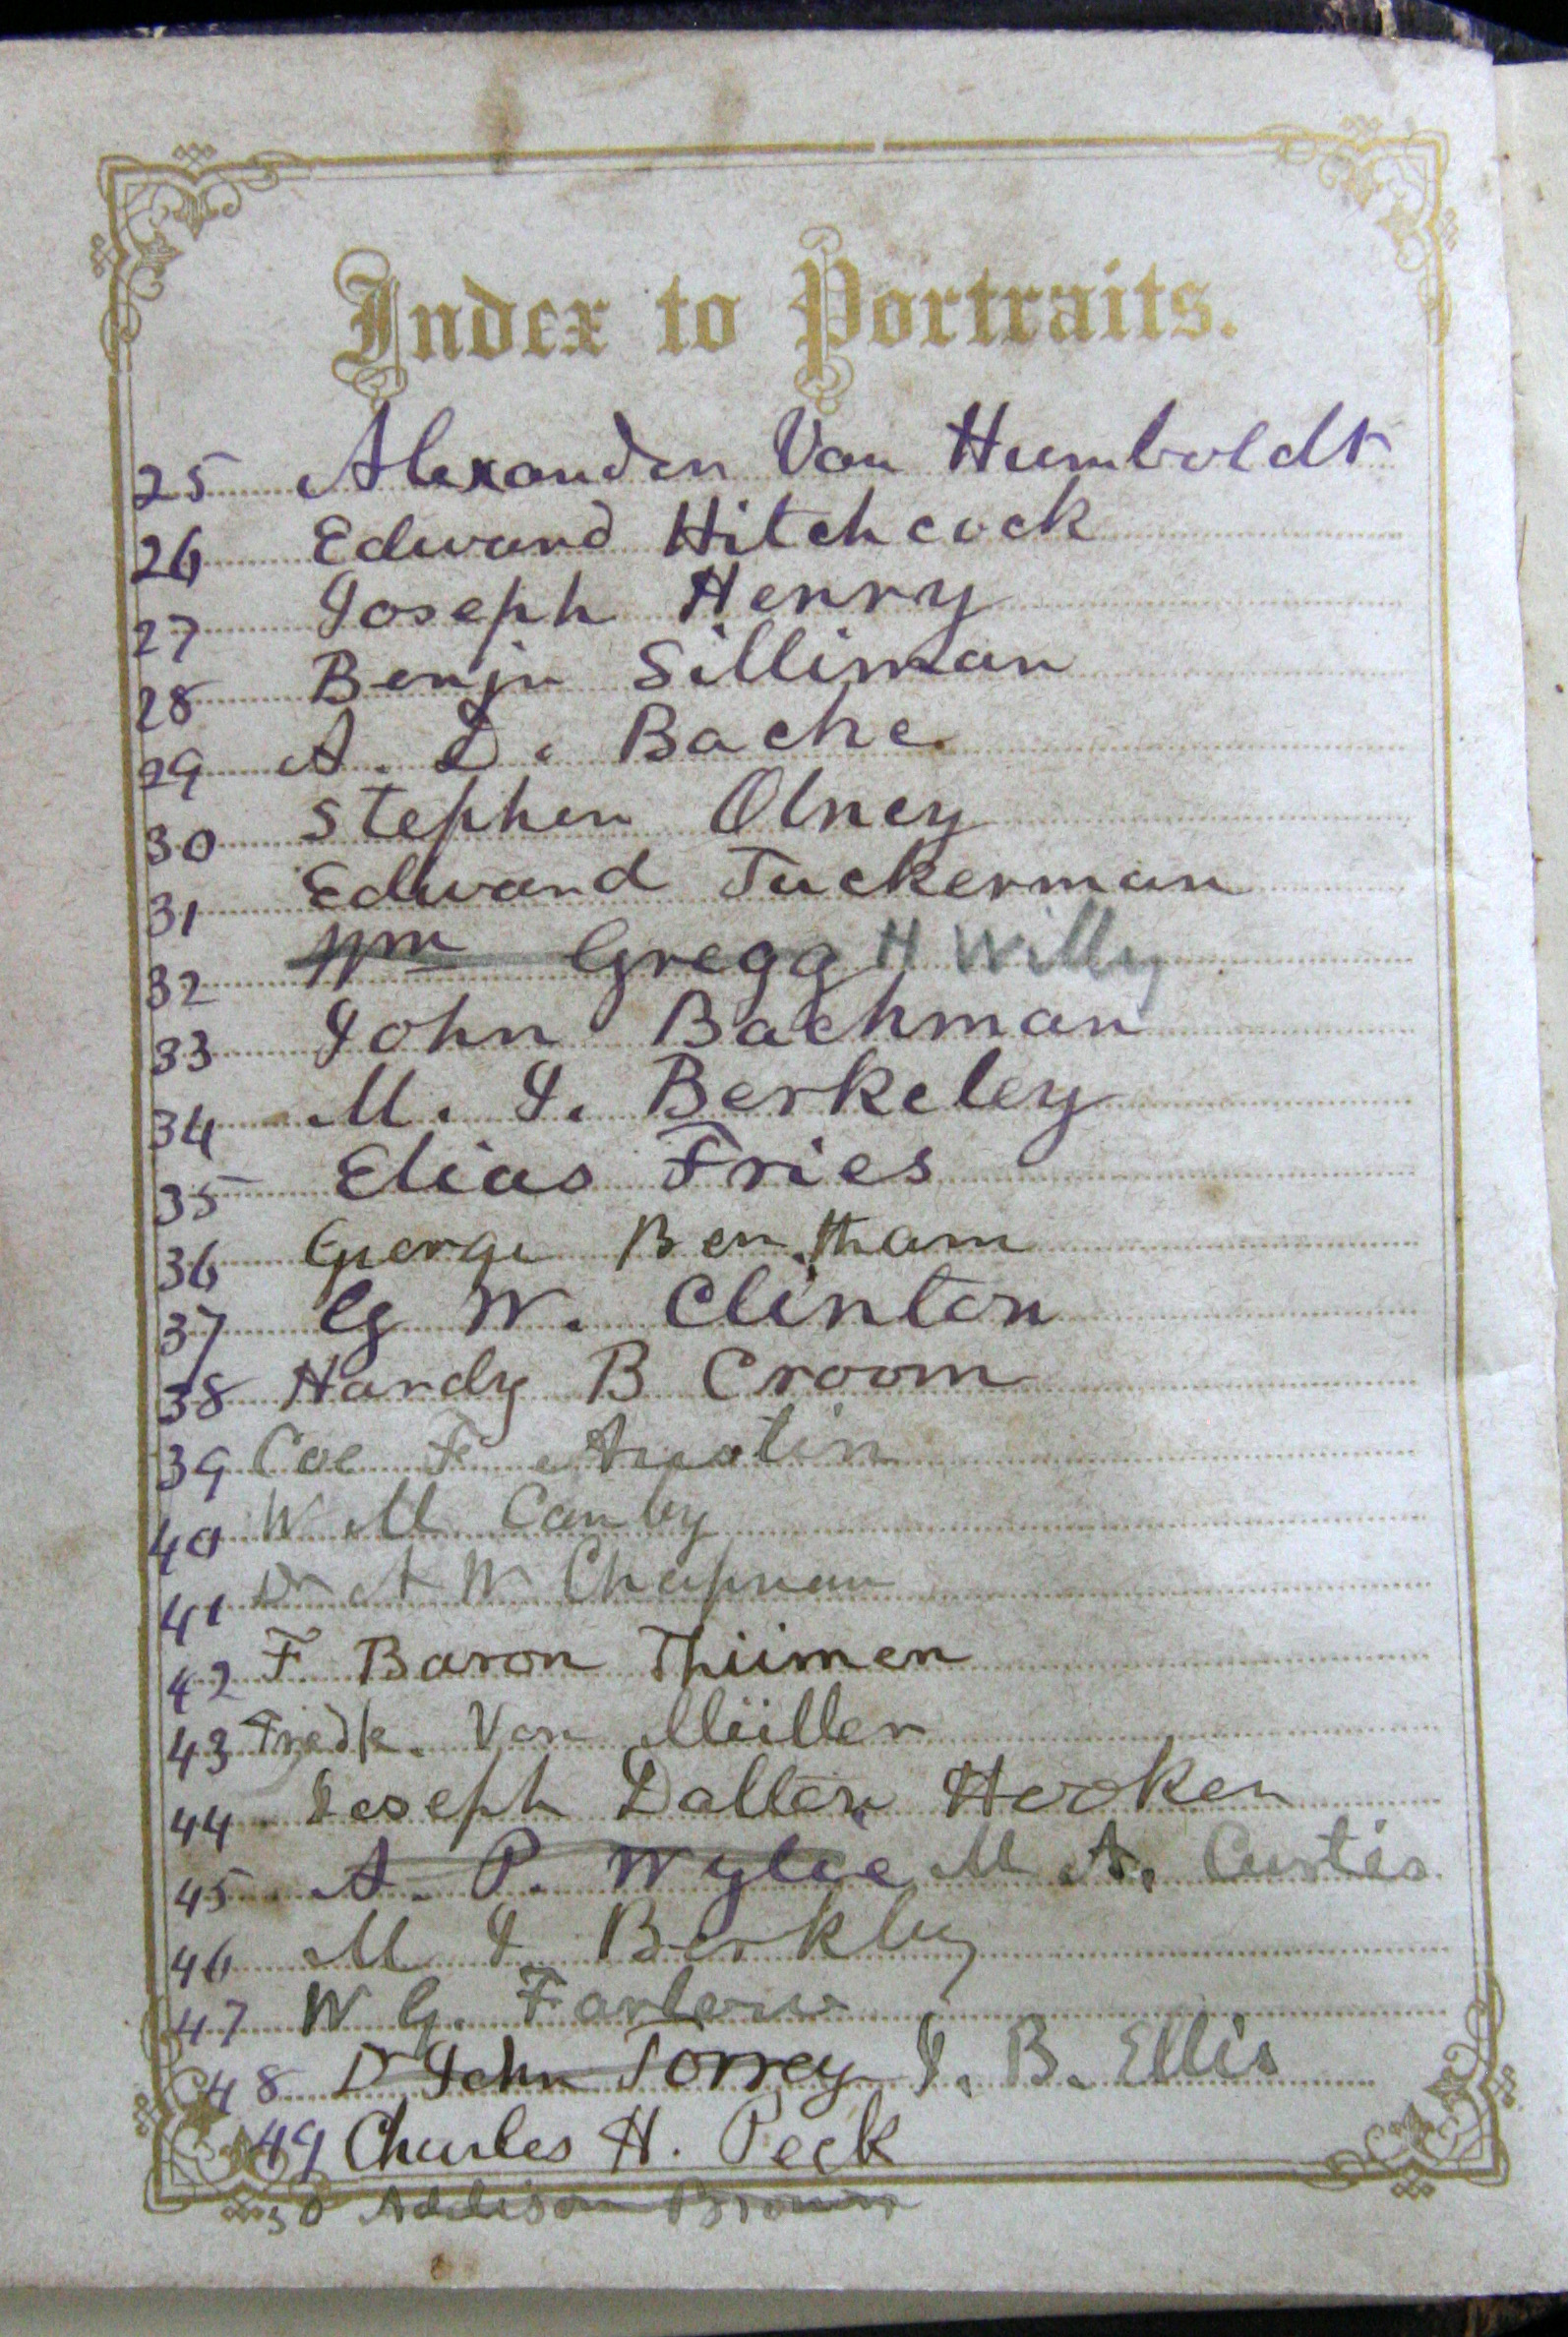 Index to Portraits.
25 Alexander Von Humboldt
26 Edward Hitchcock
27 Joseph Henry
28 Benjn Silliman
29 A. D. Bache
30 Stephen Olney
31 Edward Tuckerman
32 Wm Gregg H Willey
33 John Bachman
34 M. J. Berkeley
35 Elias Fries
36 George Bentham
37 G W. Clinton
38 Hardy B Croom
39 Coe F Austin
40 W M Canby
41 Dr A W Chapman
42 F Baron Thüimen
43 Fredk. Von Müiller
44 Joseph Dalton Hooker
45 A. P. Wylie M A. Curtis
46 M J Berkley
47 W G. Farlow
48 Dr John Torrey J. B. Ellis
49 Charles H. Peck
50 Addison Brown